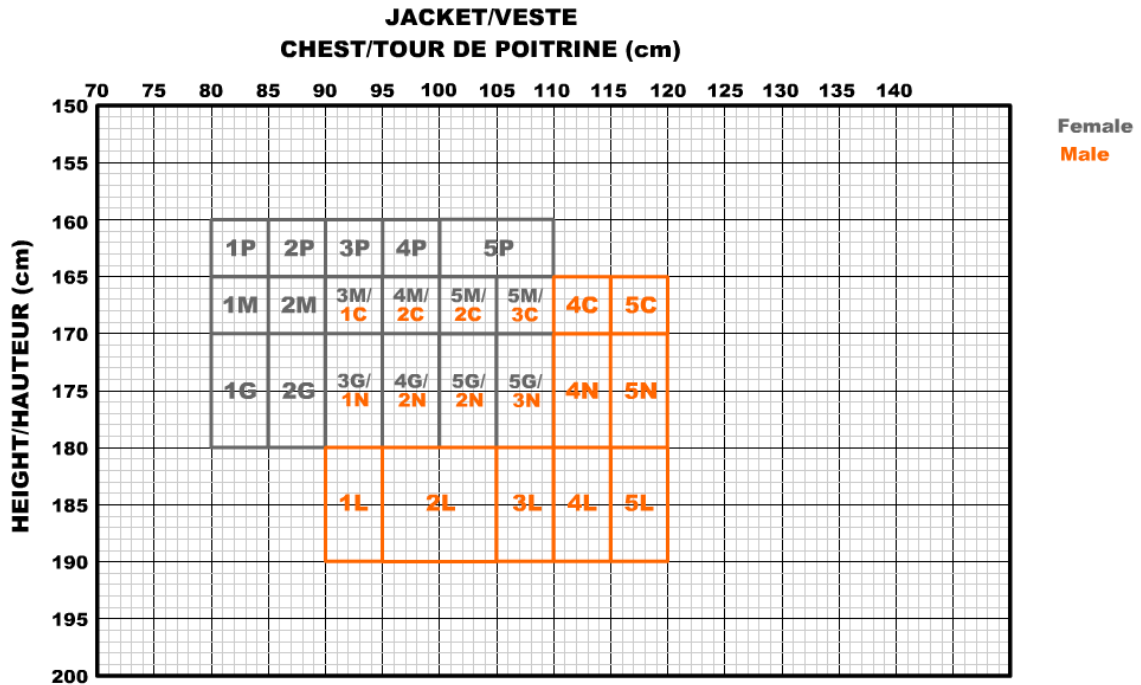 JACKET/VESTE
CHEST/TOUR DE POITRINE (cm)
70 75 80 85 90 95 100 105 110 115 120 125 130 135 140
150
Female
Male
155
160
1P 2P 3P 4P 5P
165
3M/ 4M/ 5M/ 5M/
1M 2M 1C 2C 2C 3C 4C 5C
170
3G/ 4G/ 5G/ 5G/
175 1G 2G 1N 2N 2N 3N 4N 5N
180
185 1L 2L 3L 4L 5L
190
195
200
HEIGHT/HAUTEUR (cm)